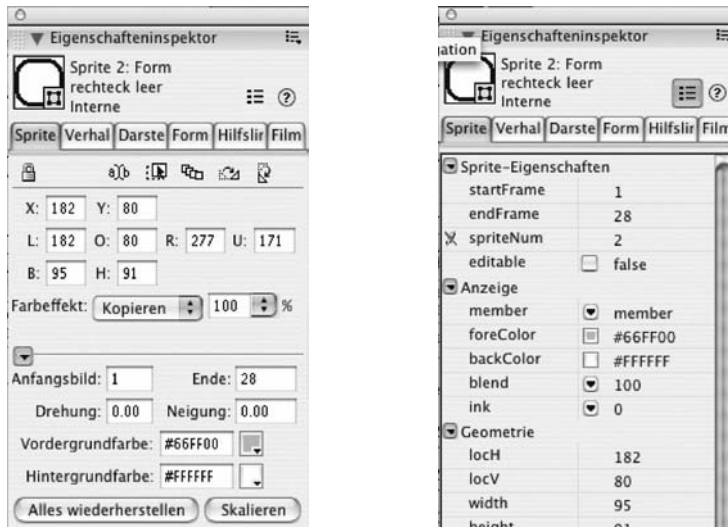 Eigenschafteninspektor
Sprite 2: Form
rechteck leer
Interne
Sprite Verhal Darste Form Hilfslir Film
X: 182 Y: 80
L: 182 O: 80 R: 277 U: 171
B: 95 H: 91
Farbeffekt: Kopieren 100 %
Anfangsbild: 1 Ende: 28
Drehung: 0.00 Neigung: 0.00
Vordergrundfarbe: #66FF00
Hintergrundfarbe: #FFFFFF
Alles wiederherstellen Skalieren
Eigenschafteninspektor
ation
Sprite 2: Form
rechteck leer
Interne
Sprite Verhal Darste Form Hilfslir Film
Sprite-Eigenschaften
startFrame 1
endFrame 28
spriteNum 2
editable false
Anzeige
member member
foreColor #66FF00
backColor #FFFFFF
blend 100
ink 0
Geometrie
locH 182
locV 80
width 95
height 91